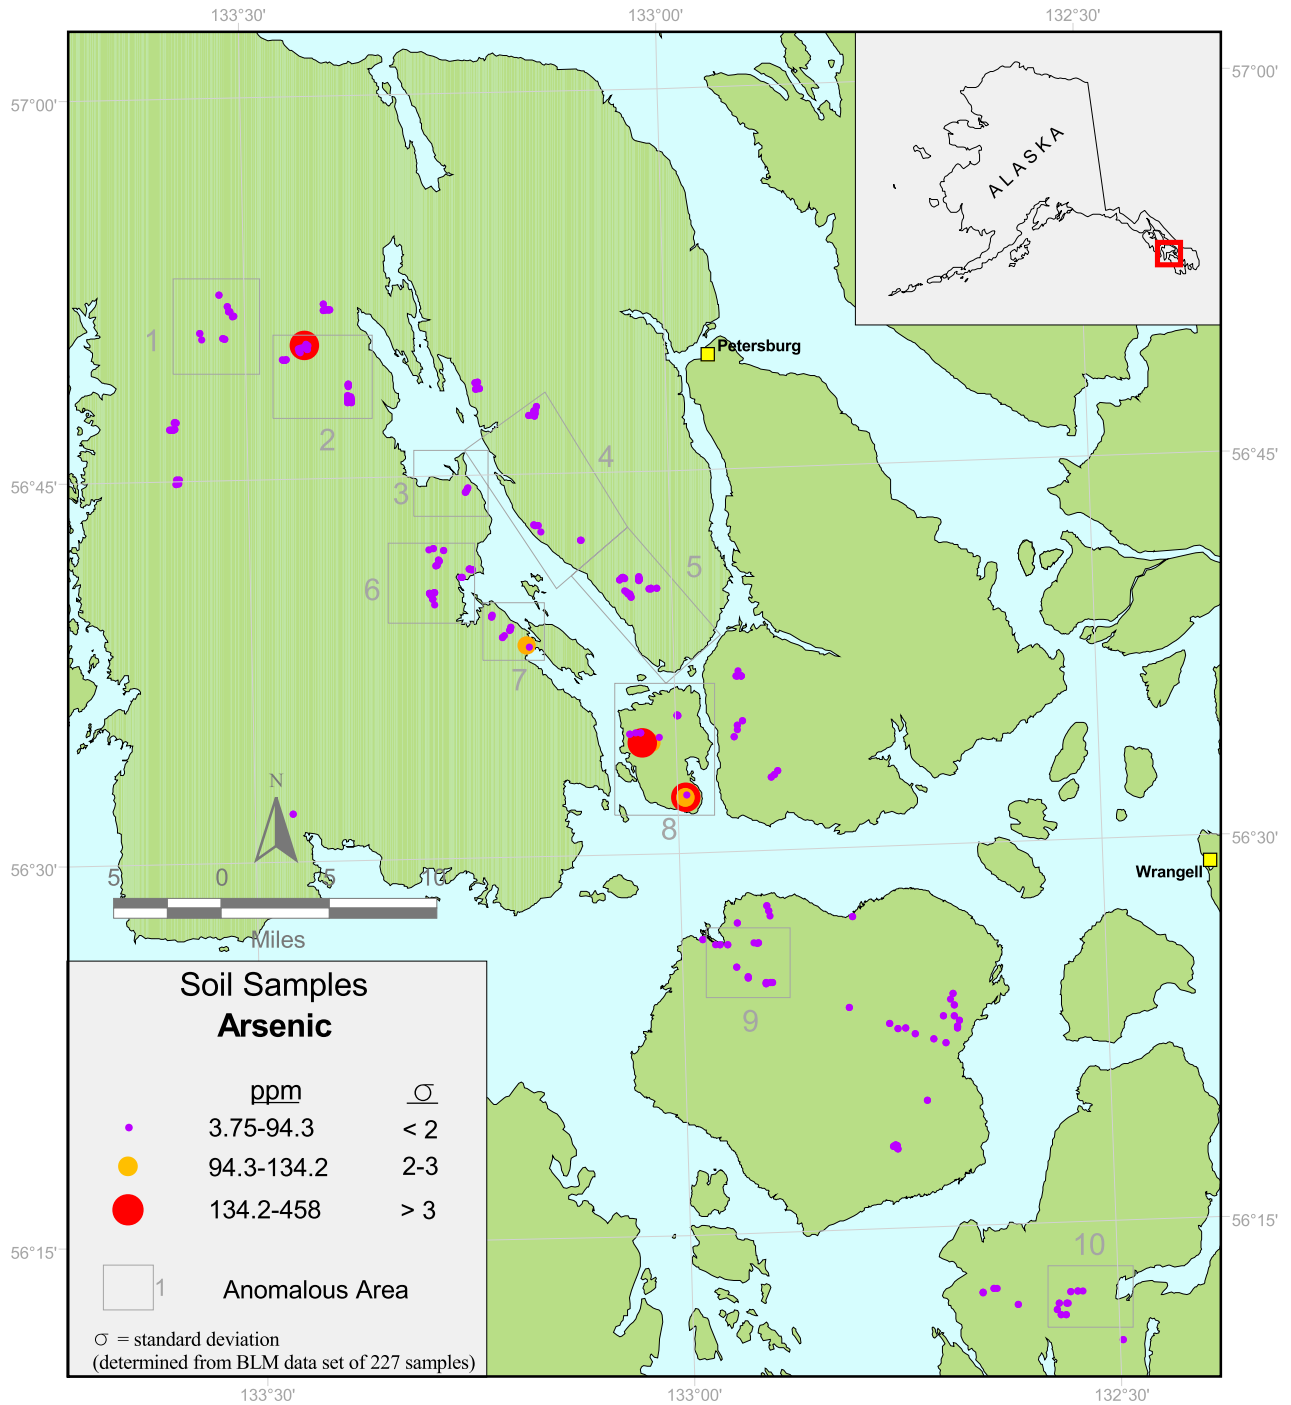 133°30' 133°00' 132°30'
57°00'
57°00'
ALASKA
1
Petersburg
2
4
56°45'
56°45'
3
5
6
7
N
8
56°30'
56°30'
5 0 5 10
Miles
Wrangell
9
Soil Samples
Arsenic
ppm σ
3.75-94.3 < 2
94.3-134.2 2-3
134.2-458 > 3
1 Anomalous Area
σ = standard deviation
(determined from BLM data set of 227 samples)
56°15'
56°15'
10
133°30' 133°00' 132°30'